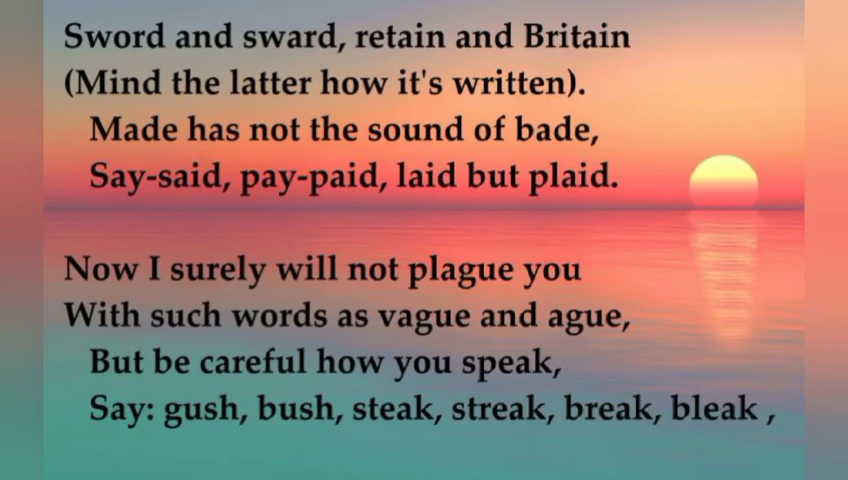 Sword and sward, retain and Britain
(Mind the latter how it's written).
Made has not the sound of bade,
Say-said, pay-paid, laid but plaid.
Now I surely will not plague you
With such words as vague and ague,
But be careful how you speak,
Say: gush, bush, steak, streak, break, bleak ,